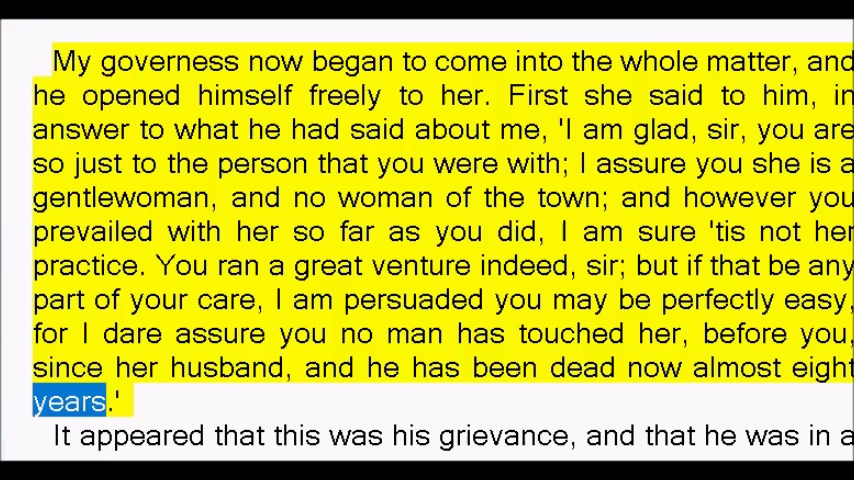 My governess now began to come into the whole matter, and
he opened himself freely to her. First she said to him, in
answer to what he had said about me, 'I am glad, sir, you are
so just to the person that you were with; I assure you she is a
gentlewoman, and no woman of the town; and however you
prevailed with her so far as you did, I am sure 'tis not her
practice. You ran a great venture indeed, sir; but if that be any
part of your care, I am persuaded you may be perfectly easy,
for I dare assure you no man has touched her, before you,
since her husband, and he has been dead now almost eight
years.'
It appeared that this was his grievance, and that he was in a